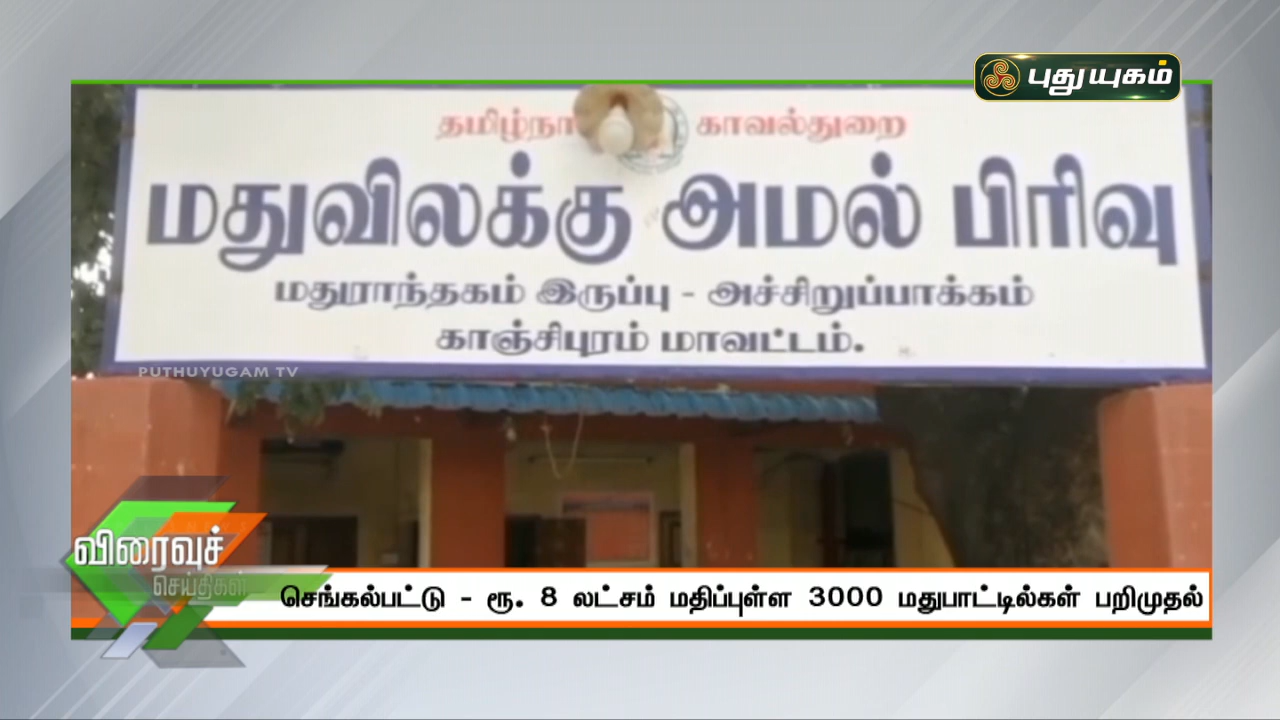 புதுயுகம்
காவல்துறை
மதுவிலக்கு அமல் பிரிவு
மதுராந்தகம் இருப்பு - அச்சிறுப்பாக்கம்
காஞ்சிபுரம் மாவட்டம்.
PUTHUYUGAM TV
விரைவுச்
செய்திகள்
செங்கல்பட்டு - ரூ. 8 லட்சம் மதிப்புள்ள 3000 மதுபாட்டில்கள் பறிமுதல்